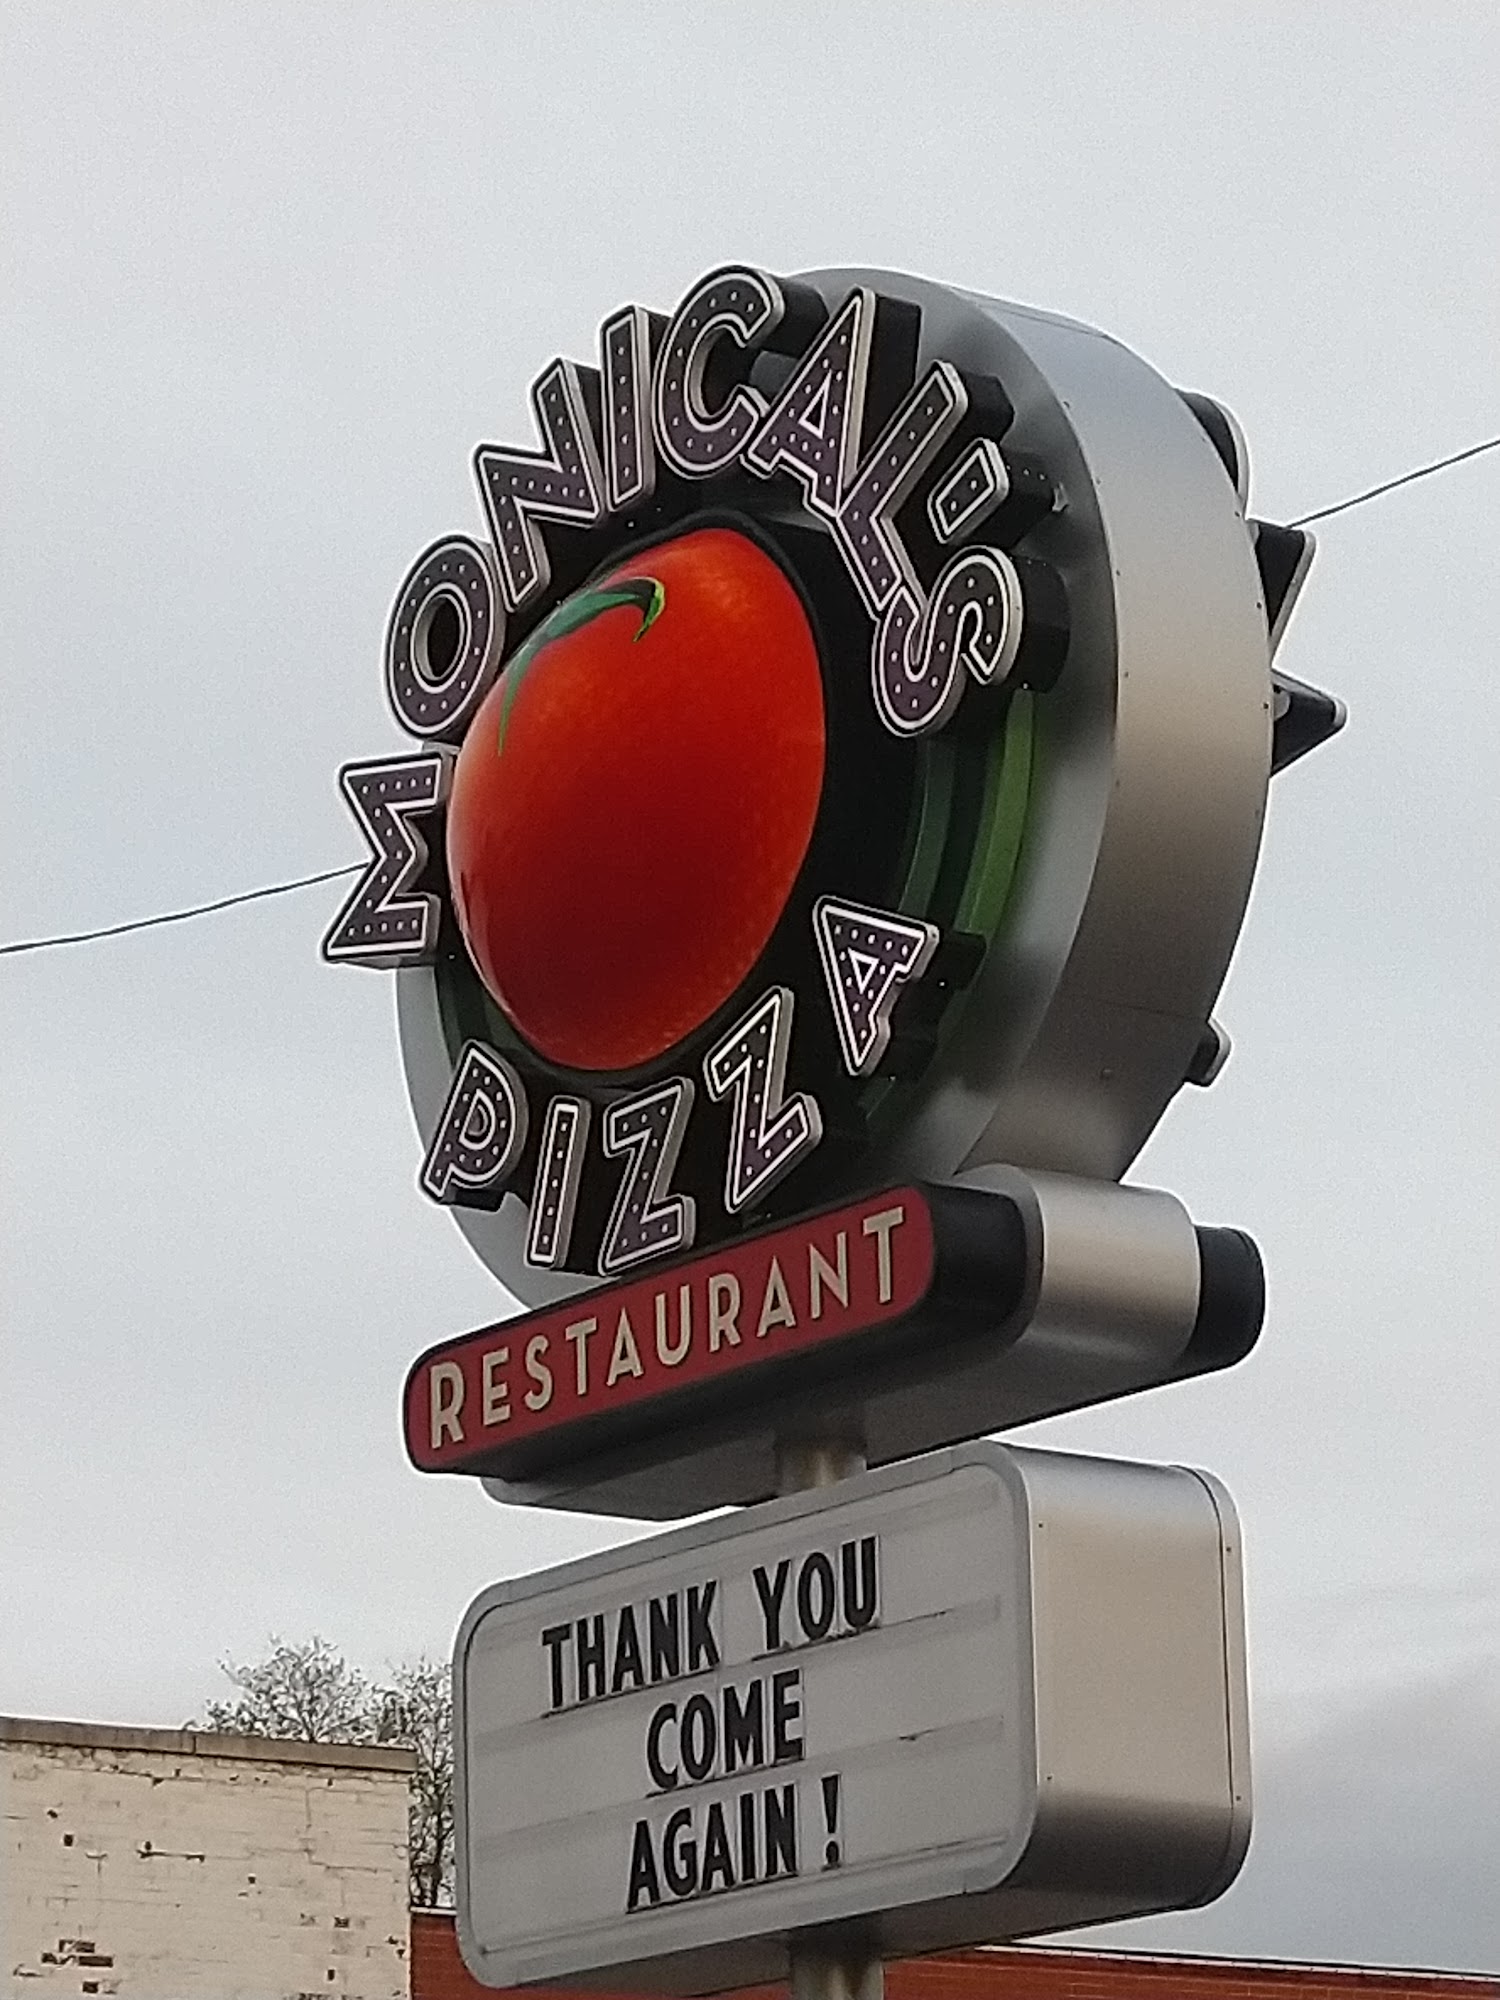 MONICAL'S
PIZZA
RESTAURANT
THANK YOU
COME
AGAIN!